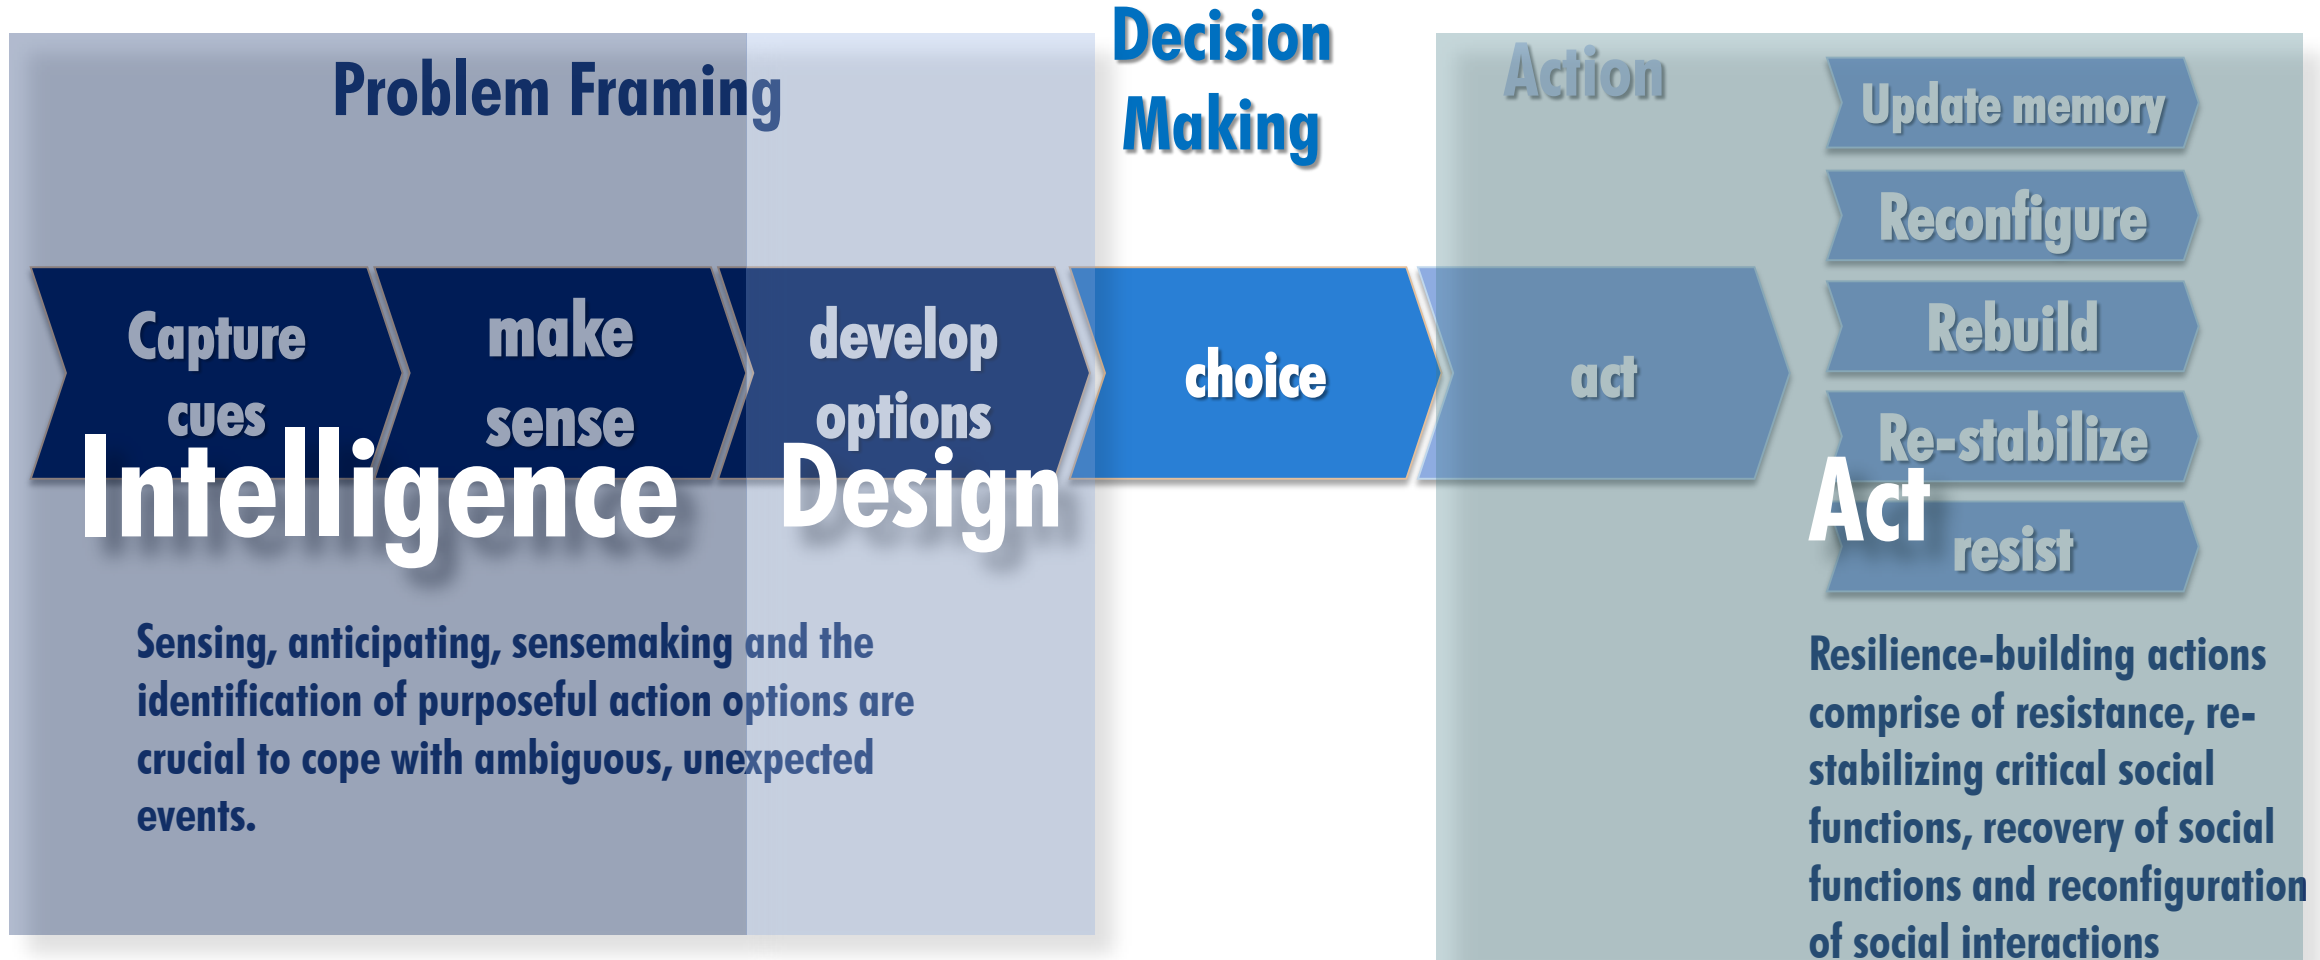 Problem Framing
Decision
Making
Action
Capture
cues
make
sense
develop
options
choice
act
Update memory
Reconfigure
Rebuild
Re-stabilize
resist
Intelligence
Design
Act
Sensing, anticipating, sensemaking and the
identification of purposeful action options are
crucial to cope with ambiguous, unexpected
events.
Resilience-building actions
comprise of resistance, re-
stabilizing critical social
functions, recovery of social
functions and reconfiguration
of social interactions